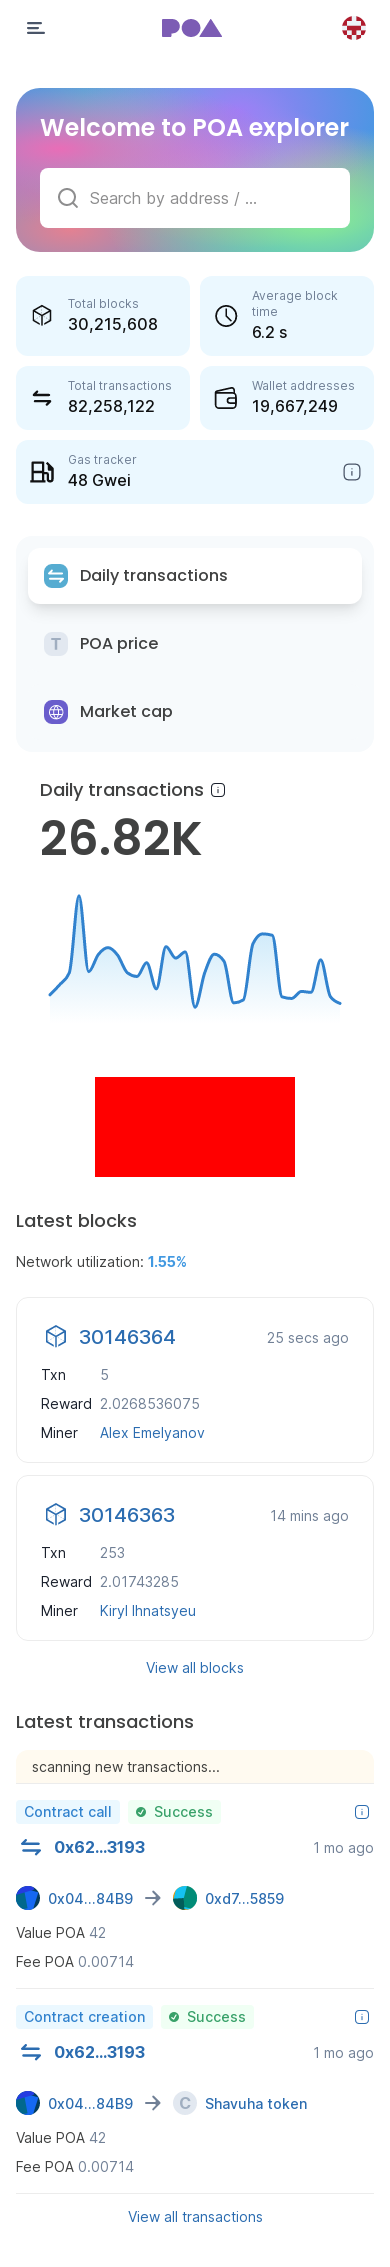 POA
Welcome to POA explorer
Search by address / ...
Total blocks
30,215,608
Average block
time
6.2 s
Total transactions
82,258,122
Wallet addresses
19,667,249
Gas tracker
48 Gwei
Daily transactions
T
POA price
Market cap
Daily transactions
26.82K
Latest blocks
Network utilization: 1.55%
30146364
25 secs ago
Txn 5
Reward 2.0268536075
Miner Alex Emelyanov
30146363
14 mins ago
Txn 253
Reward 2.01743285
Miner Kiryl Ihnatsyeu
View all blocks
Latest transactions
scanning new transactions...
Contract call Success
0x62...3193 1 mo ago
0x04...84B9 0xd7...5859
Value POA 42
Fee POA 0.00714
Contract creation Success
0x62...3193 1 mo ago
0x04...84B9 C Shavuha token
Value POA 42
Fee POA 0.00714
View all transactions